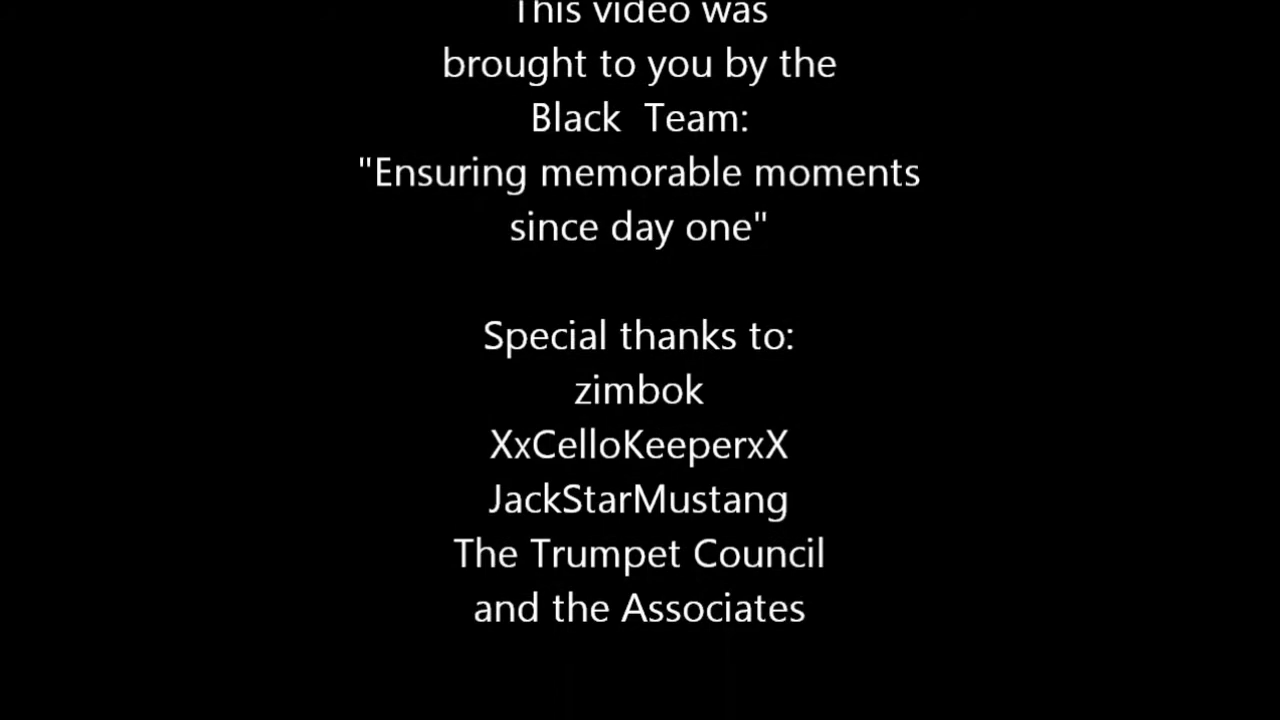 This video was
brought to you by the
Black  Team:
"Ensuring memorable moments
since day one"
Special thanks to:
zimbok
XxCelloKeeperxX
JackStarMustang
The Trumpet Council
and the Associates